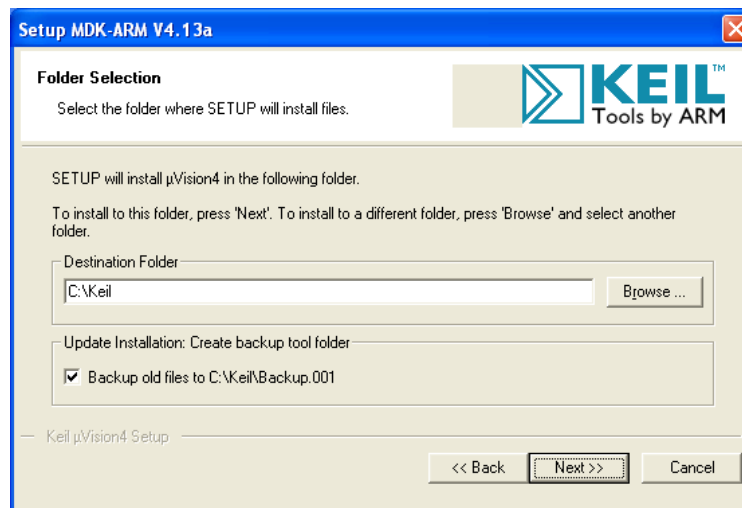 Setup MDK-ARM V4.13a
Folder Selection
Select the folder where SETUP will install files.
KEIL™
Tools by ARM
SETUP will install µVision4 in the following folder.
To install to this folder, press 'Next'. To install to a different folder, press 'Browse' and select another
folder.
Destination Folder
C:\Keil
Browse ...
Update Installation: Create backup tool folder
Backup old files to C:\Keil\Backup.001
Keil µVision4 Setup
<< Back
Next >>
Cancel